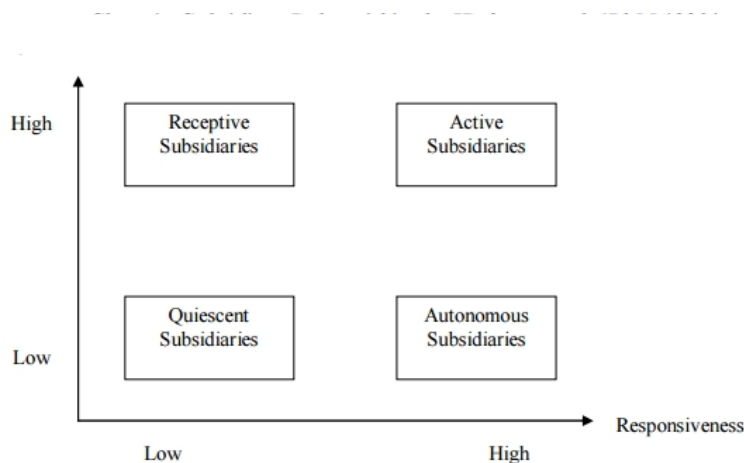 High
Receptive
Subsidiaries
Active
Subsidiaries
Quiescent
Subsidiaries
Autonomous
Subsidiaries
Low
Responsiveness
Low
High